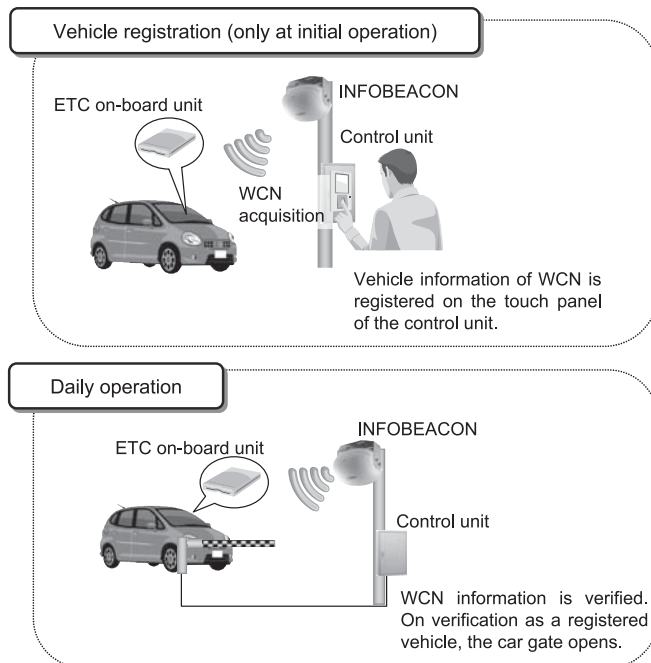 Vehicle registration (only at initial operation)
INFOBEACON
ETC on-board unit
Control unit
WCN
acquisition
Vehicle information of WCN is
registered on the touch panel
of the control unit.
Daily operation
INFOBEACON
ETC on-board unit
Control unit
WCN information is verified.
On verification as a registered
vehicle, the car gate opens.